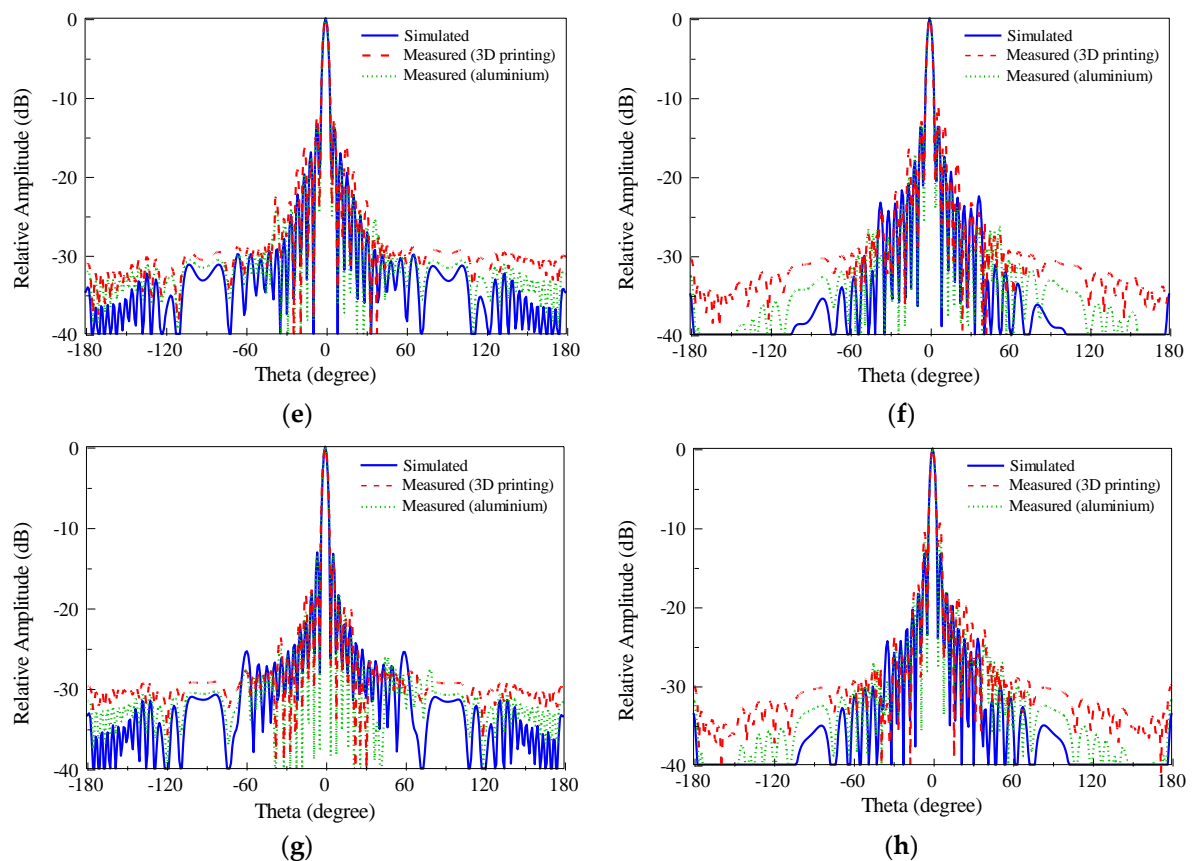 0
-10
-20
-30
-40
Relative Amplitude (dB)
Simulated
Measured (3D printing)
Measured (aluminium)
-180 -120 -60 0 60 120 180
Theta (degree)
(e)
0
-10
-20
-30
-40
Relative Amplitude (dB)
Simulated
Measured (3D printing)
Measured (aluminium)
-180 -120 -60 0 60 120 180
Theta (degree)
(f)
0
-10
-20
-30
-40
Relative Amplitude (dB)
Simulated
Measured (3D printing)
Measured (aluminium)
-180 -120 -60 0 60 120 180
Theta (degree)
(g)
0
-10
-20
-30
-40
Relative Amplitude (dB)
Simulated
Measured (3D printing)
Measured (aluminium)
-180 -120 -60 0 60 120 180
Theta (degree)
(h)